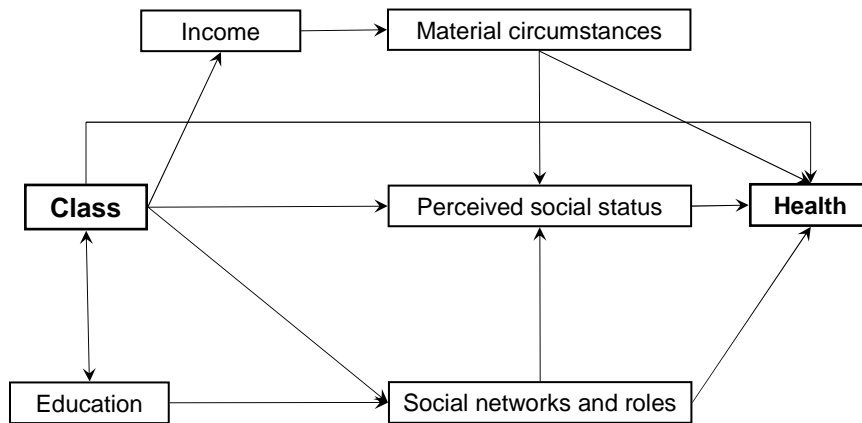 Income
Material circumstances
Class
Perceived social status
Health
Education
Social networks and roles